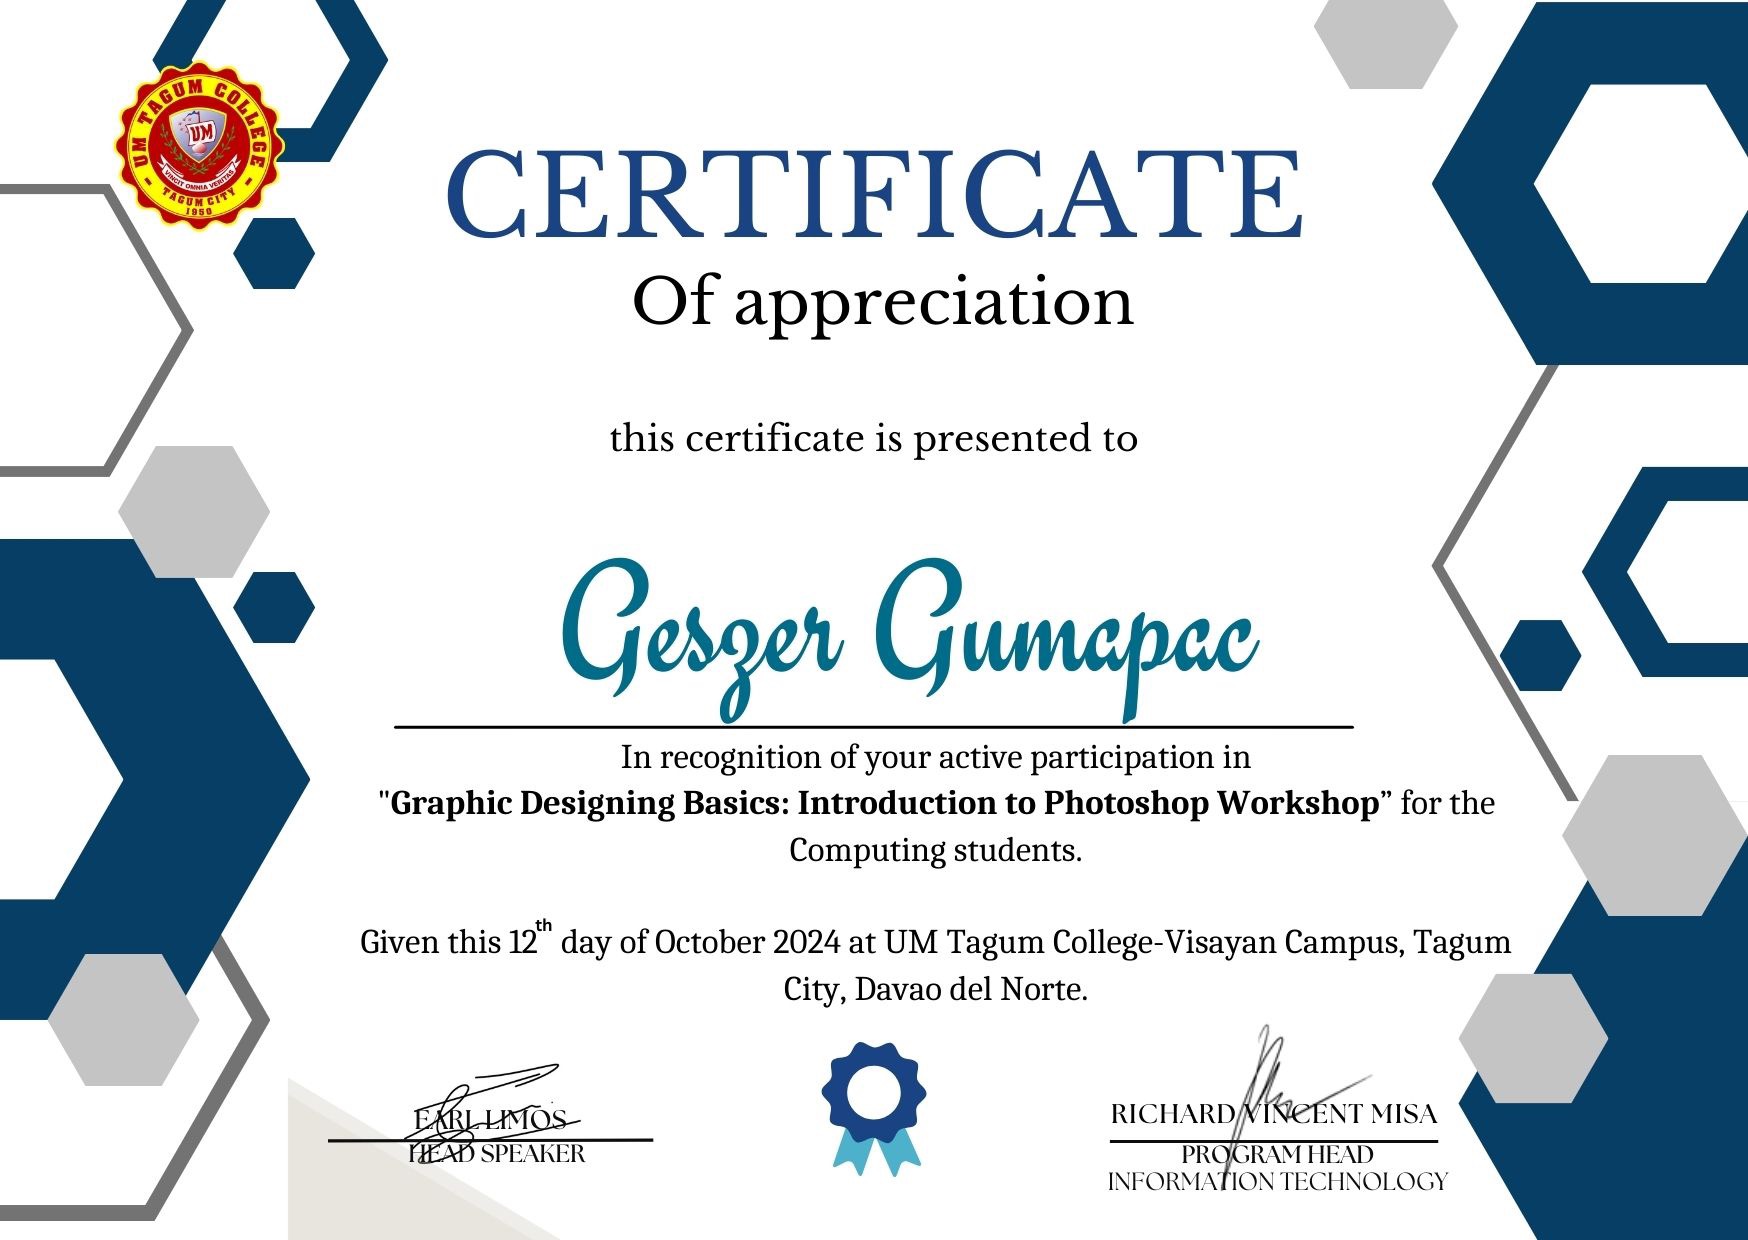 UM TAGUM COLLEGE
UM
VINCIT OMNIA VERITAS
TAGUM CITY
1950
CERTIFICATE
Of appreciation
this certificate is presented to
Geszer Gumapac
In recognition of your active participation in
"Graphic Designing Basics: Introduction to Photoshop Workshop” for the
Computing students.
Given this 12th day of October 2024 at UM Tagum College-Visayan Campus, Tagum
City, Davao del Norte.
EARL LIMOS
HEAD SPEAKER
RICHARD VINCENT MISA
PROGRAM HEAD
INFORMATION TECHNOLOGY